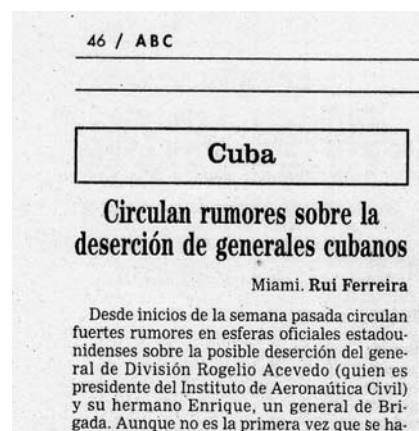 46 / ABC
Cuba
Circulan rumores sobre la
deserción de generales cubanos
Miami. Rui Ferreira
Desde inicios de la semana pasada circulan
fuertes rumores en esferas oficiales estadou-
nidenses sobre la posible deserción del gene-
ral de División Rogelio Acevedo (quien es
presidente del Instituto de Aeronaútica Civil)
y su hermano Enrique, un general de Bri-
gada. Aunque no es la primera vez que se ha-